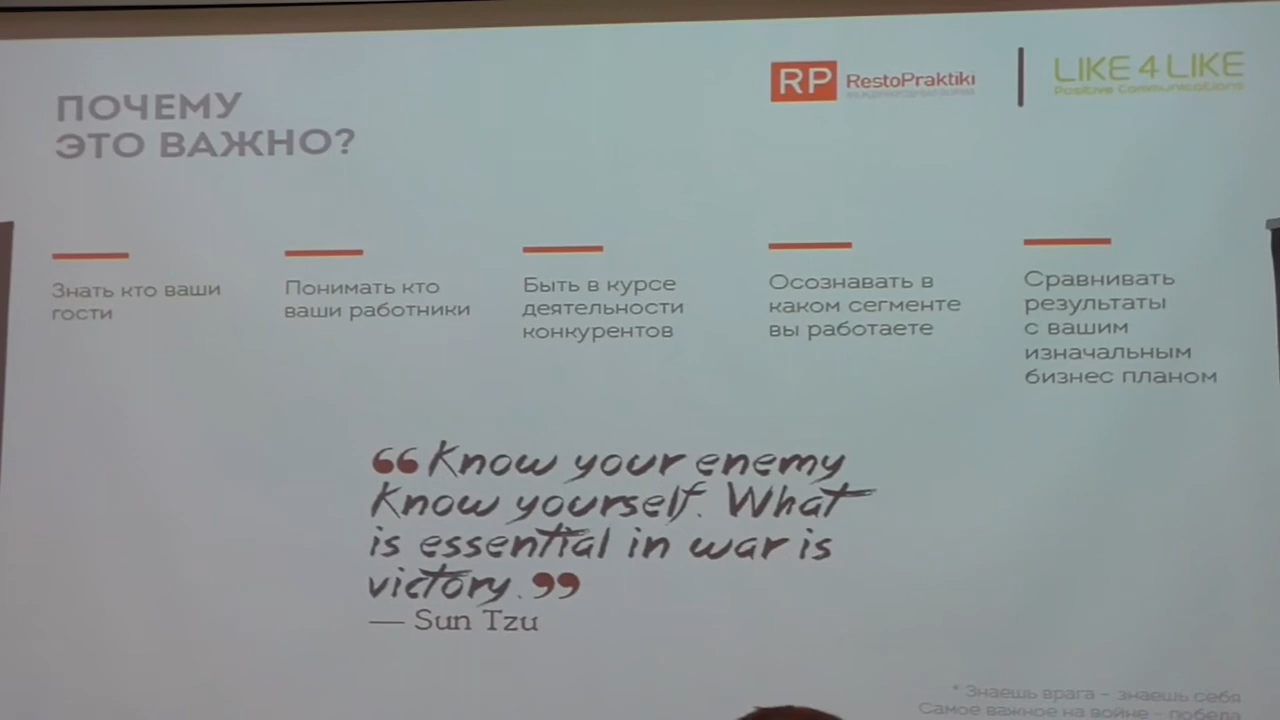 ПОЧЕМУ
ЭТО ВАЖНО?
RP RestoPraktiki
LIKE 4 LIKE
Positive Communications
Знать кто ваши
гости
Понимать кто
ваши работники
Быть в курсе
деятельности
конкурентов
Осознавать в
каком сегменте
вы работаете
Сравнивать
результаты
с вашим
изначальным
бизнес планом
“Know your enemy
Know yourself. What
is essential in war is
victory.”
— Sun Tzu
* Знаешь врага - знаешь себя
Самое важное на войне - победа